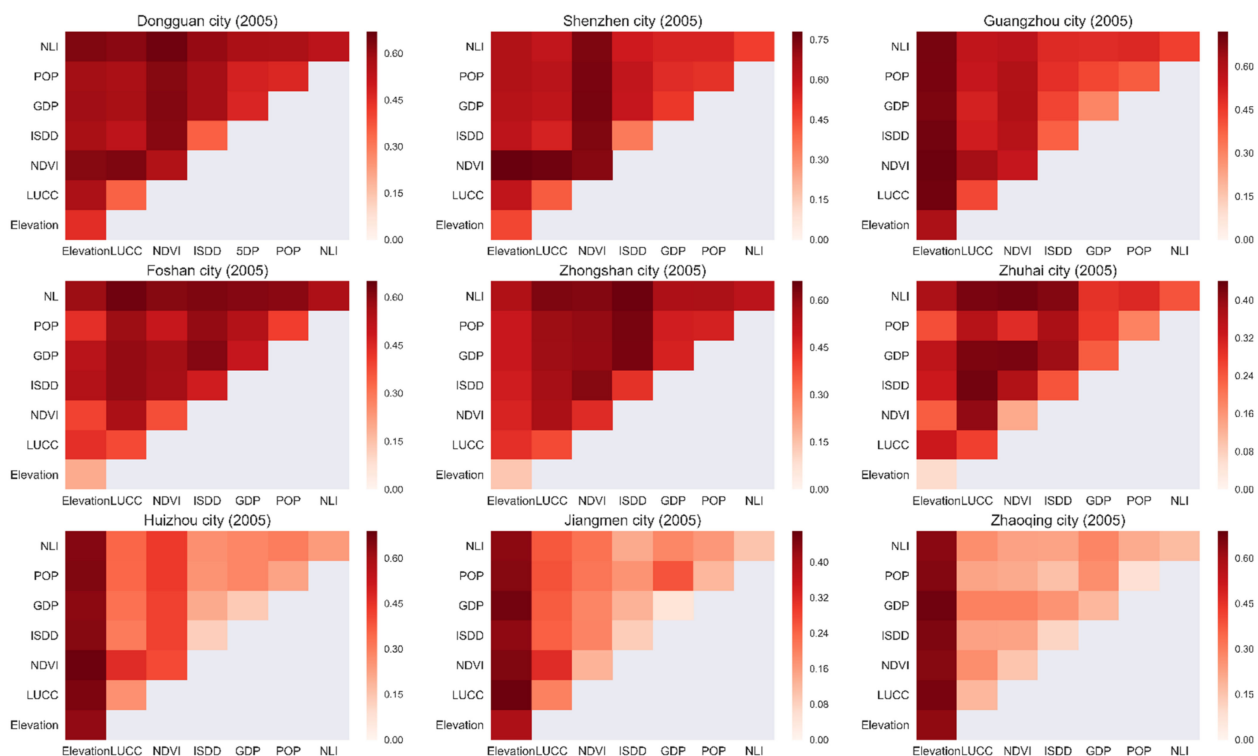 Dongguan city (2005)
NLI
POP
GDP
ISDD
NDVI
LUCC
Elevation
Elevation LUCC NDVI ISDD 5DP POP NLI
0.60
0.45
0.30
0.15
0.00
Shenzhen city (2005)
NLI
POP
GDP
ISDD
NDVI
LUCC
Elevation
Elevation LUCC NDVI ISDD GDP POP NLI
0.75
0.60
0.45
0.30
0.15
0.00
Guangzhou city (2005)
NLI
POP
GDP
ISDD
NDVI
LUCC
Elevation
Elevation LUCC NDVI ISDD GDP POP NLI
0.60
0.45
0.30
0.15
0.00
Foshan city (2005)
NL
POP
GDP
ISDD
NDVI
LUCC
Elevation
Elevation LUCC NDVI ISDD GDP POP NLI
0.60
0.45
0.30
0.15
0.00
Zhongshan city (2005)
NLI
POP
GDP
ISDD
NDVI
LUCC
Elevation
Elevation LUCC NDVI ISDD GDP POP NLI
0.60
0.45
0.30
0.15
0.00
Zhuhai city (2005)
NLI
POP
GDP
ISDD
NDVI
LUCC
Elevation
Elevation LUCC NDVI ISDD GDP POP NLI
0.40
0.32
0.24
0.16
0.08
0.00
Huizhou city (2005)
NLI
POP
GDP
ISDD
NDVI
LUCC
Elevation
Elevation LUCC NDVI ISDD GDP POP NLI
0.60
0.45
0.30
0.15
0.00
Jiangmen city (2005)
NLI
POP
GDP
ISDD
NDVI
LUCC
Elevation
Elevation LUCC NDVI ISDD GDP POP NLI
0.40
0.32
0.24
0.16
0.08
0.00
Zhaoqing city (2005)
NLI
POP
GDP
ISDD
NDVI
LUCC
Elevation
Elevation LUCC NDVI ISDD GDP POP NLI
0.60
0.45
0.30
0.15
0.00